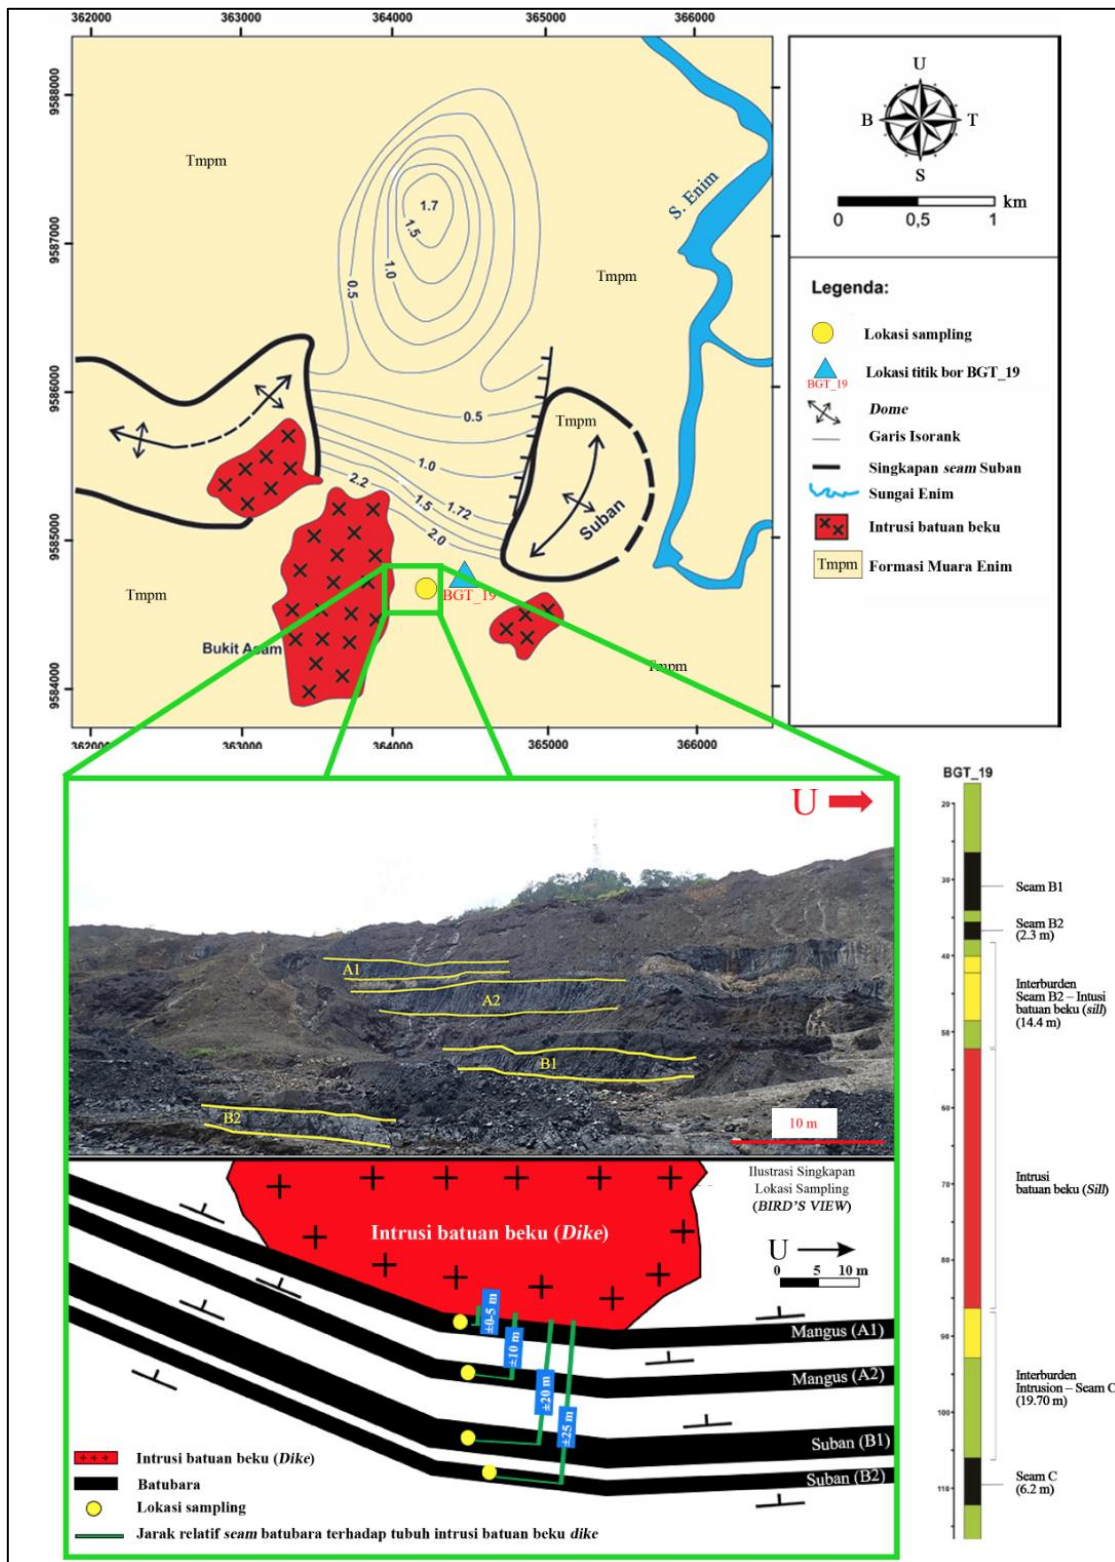 362000 363000 364000 365000 366000
9588000
9587000
9586000
9585000
9584000
Tmpm
1.7
1.5
1.0
0.5
S. Enim
Tmpm
0.5
Tmpm
1.0
2.2
1.5
1.72
2.0
Suban
BGT_19
Tmpm
Bukit Asam
Tmpm
362000 363000 364000 365000 366000
U
B T
S
km
0 0,5 1
Legenda:
Lokasi sampling
BGT_19
Lokasi titik bor BGT_19
Dome
Garis Isorank
Singkapan seam Suban
Sungai Enim
Intrusi batuan beku
Tmpm Formasi Muara Enim
U
A1
A2
B1
B2
10 m
Ilustrasi Singkapan
Lokasi Sampling
(BIRD'S VIEW)
Intrusi batuan beku (Dike)
U
0 5 10 m
±0-5 m
±10 m
±20 m
±25 m
Mangus (A1)
Mangus (A2)
Suban (B1)
Suban (B2)
Intrusi batuan beku (Dike)
Batubara
Lokasi sampling
Jarak relatif seam batubara terhadap tubuh intrusi batuan beku dike
BGT_19
20
30
40
50
60
70
80
90
100
110
Seam B1
Seam B2
(2.3 m)
Interburden
Seam B2 – Intusi
batuan beku (sill)
(14.4 m)
Intrusi
batuan beku (Sill)
Interburden
Intrusion – Seam C
(19.70 m)
Seam C
(6.2 m)